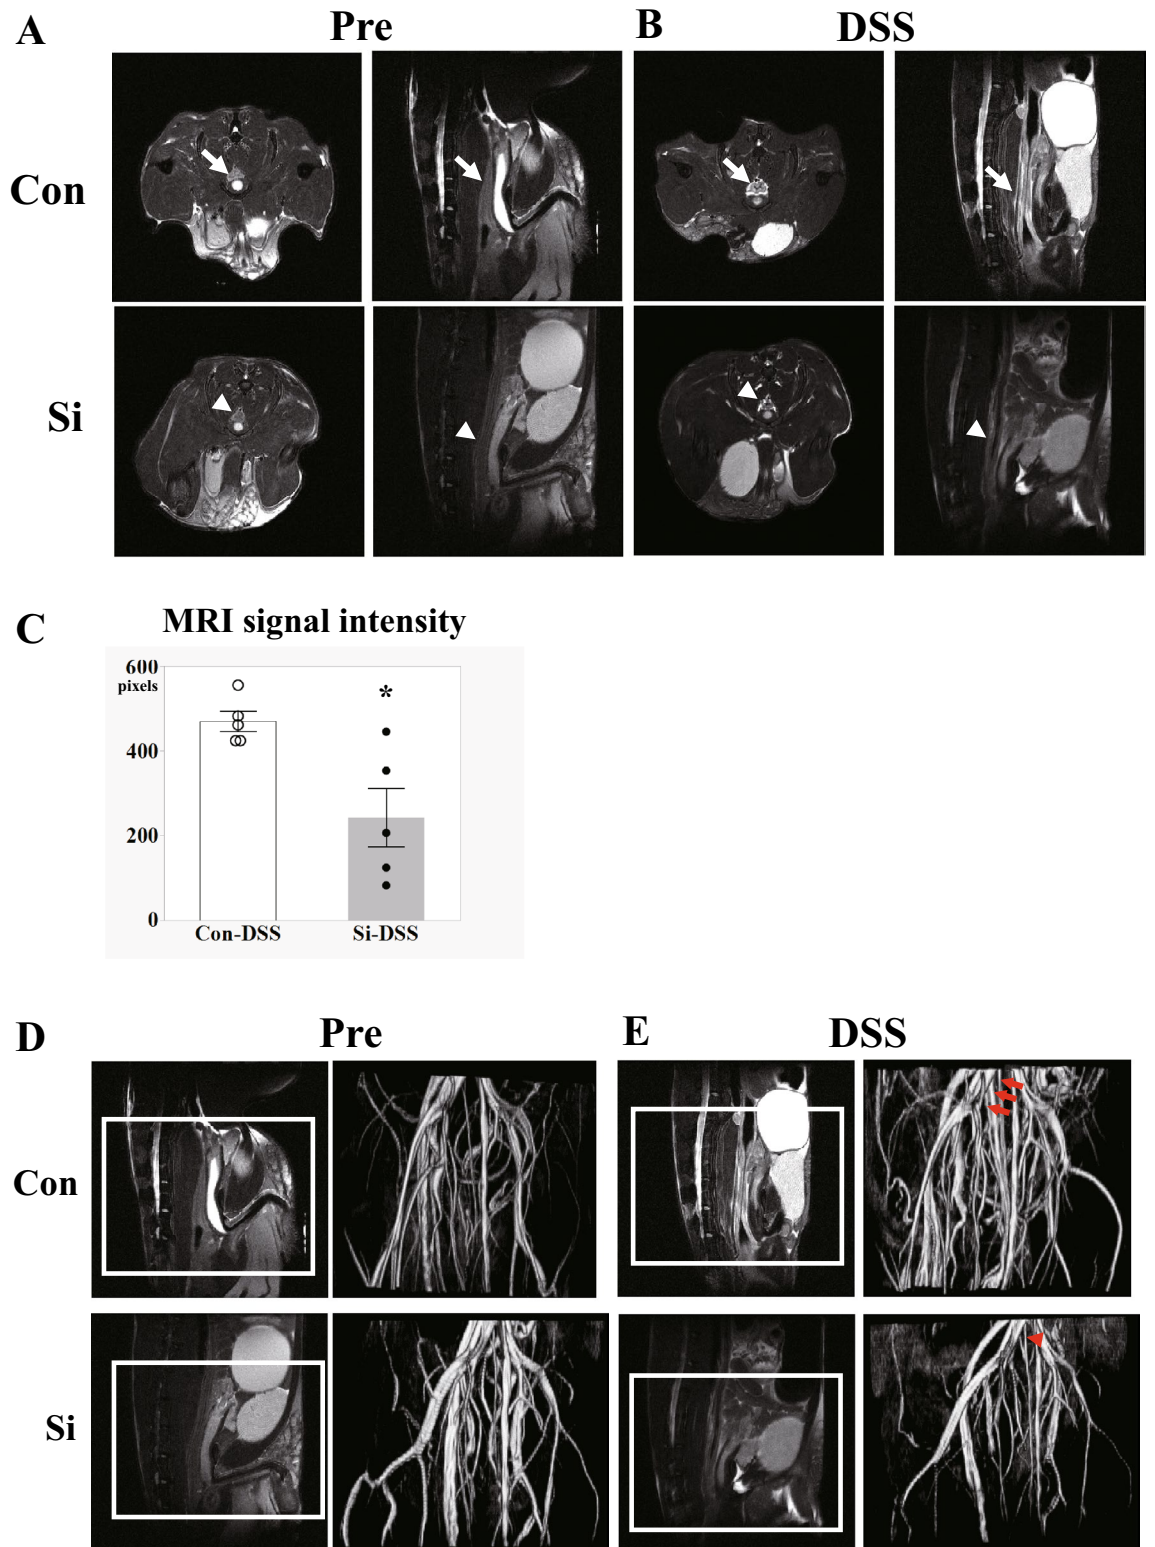 A
Pre
B
DSS
Con
Si
C
MRI signal intensity
600
pixels
*
400
200
0
Con-DSS
Si-DSS
D
Pre
E
DSS
Con
Si